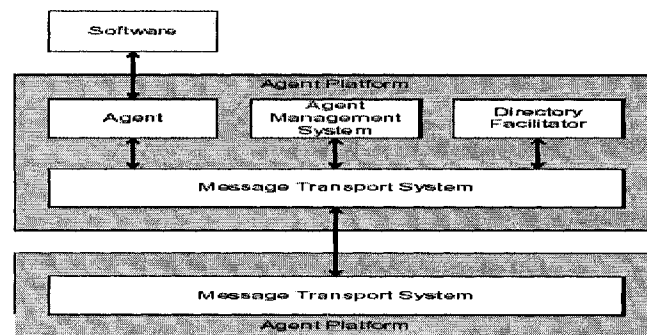 Software
Agent Platform
Agent
Agent
Management
System
Directory
Facilitator
Message Transport System
Message Transport System
Agent Platform